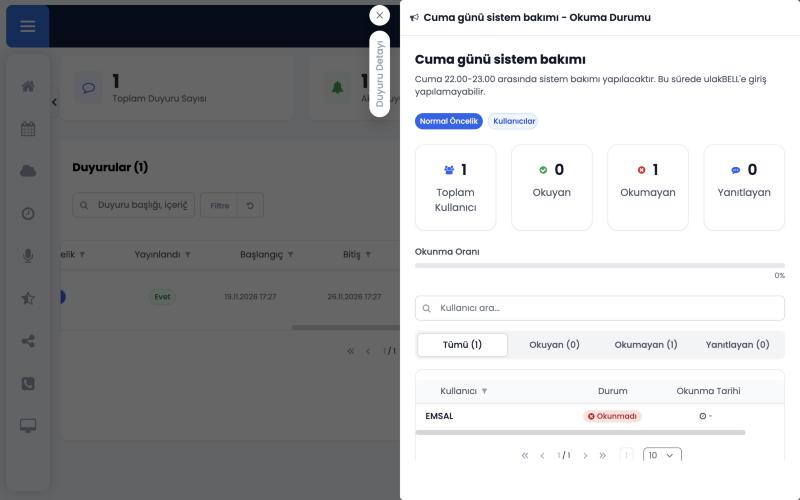 Cuma günü sistem bakımı - Okuma Durumu
Duyuru Detayı
1
Toplam Duyuru Sayısı
Duyurular (1)
Duyuru başlığı, içeriğ
Filtre
elik
Yayınlandı
Başlangıç
Bitiş
Evet
19.11.2026 17:27
26.11.2026 17:27
1 / 1
Cuma günü sistem bakımı
Cuma 22.00-23.00 arasında sistem bakımı yapılacaktır. Bu sürede ulakBELL'e giriş
yapılamayabilir.
Normal Öncelik
Kullanıcılar
1
Toplam
Kullanıcı
0
Okuyan
1
Okumayan
0
Yanıtlayan
Okunma Oranı
0%
Kullanıcı ara...
Tümü (1)
Okuyan (0)
Okumayan (1)
Yanıtlayan (0)
Kullanıcı
Durum
Okunma Tarihi
EMSAL
Okunmadı
-
1 / 1
10